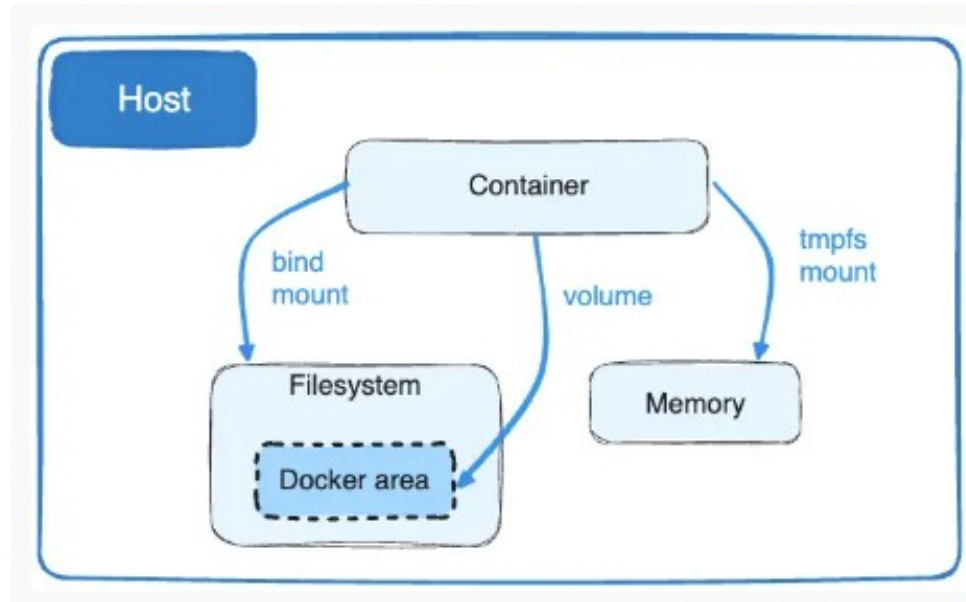 Host
Container
bind
mount
volume
tmpfs
mount
Filesystem
Docker area
Memory